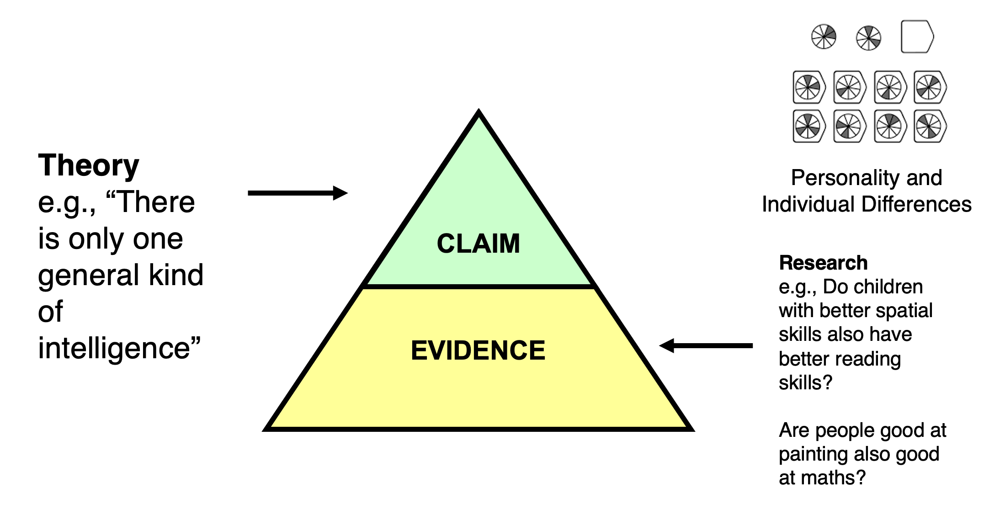 Theory
e.g., “There
is only one
general kind
of
intelligence”
CLAIM
EVIDENCE
Personality and
Individual Differences
Research
e.g., Do children
with better spatial
skills also have
better reading
skills?
Are people good at
painting also good
at maths?